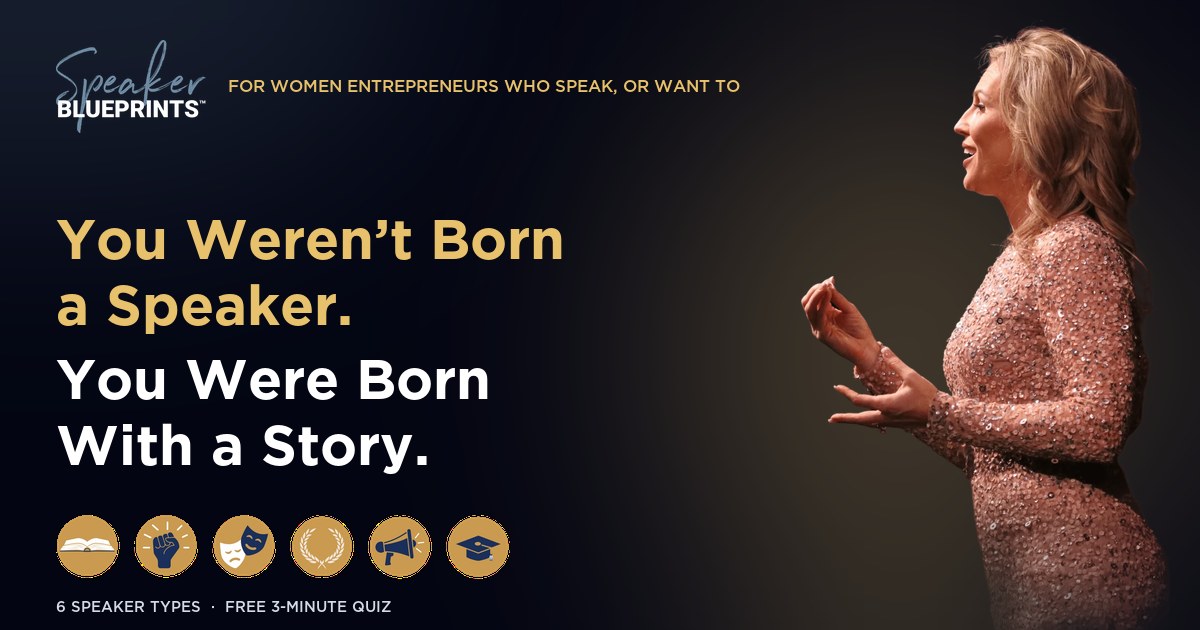 Speaker
BLUEPRINTS™
FOR WOMEN ENTREPRENEURS WHO SPEAK, OR WANT TO
You Weren’t Born
a Speaker.
You Were Born
With a Story.
6 SPEAKER TYPES · FREE 3-MINUTE QUIZ